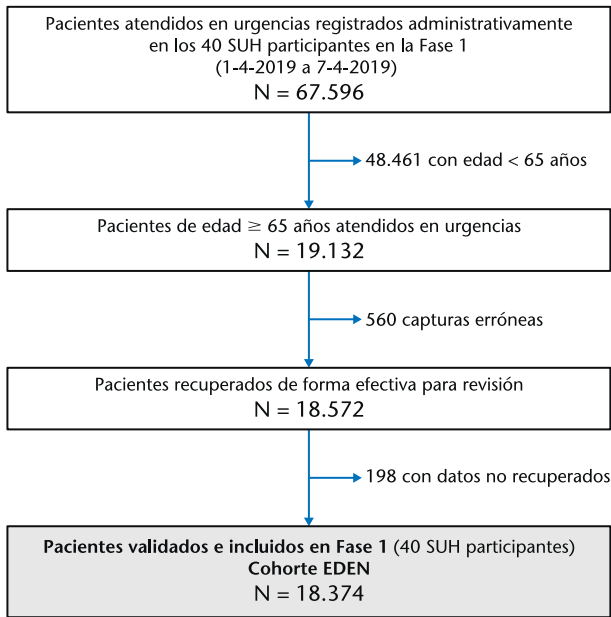 Pacientes atendidos en urgencias registrados administrativamente
en los 40 SUH participantes en la Fase 1
(1-4-2019 a 7-4-2019)
N = 67.596
48.461 con edad < 65 años
Pacientes de edad ≥ 65 años atendidos en urgencias
N = 19.132
560 capturas erróneas
Pacientes recuperados de forma efectiva para revisión
N = 18.572
198 con datos no recuperados
Pacientes validados e incluidos en Fase 1 (40 SUH participantes)
Cohorte EDEN
N = 18.374